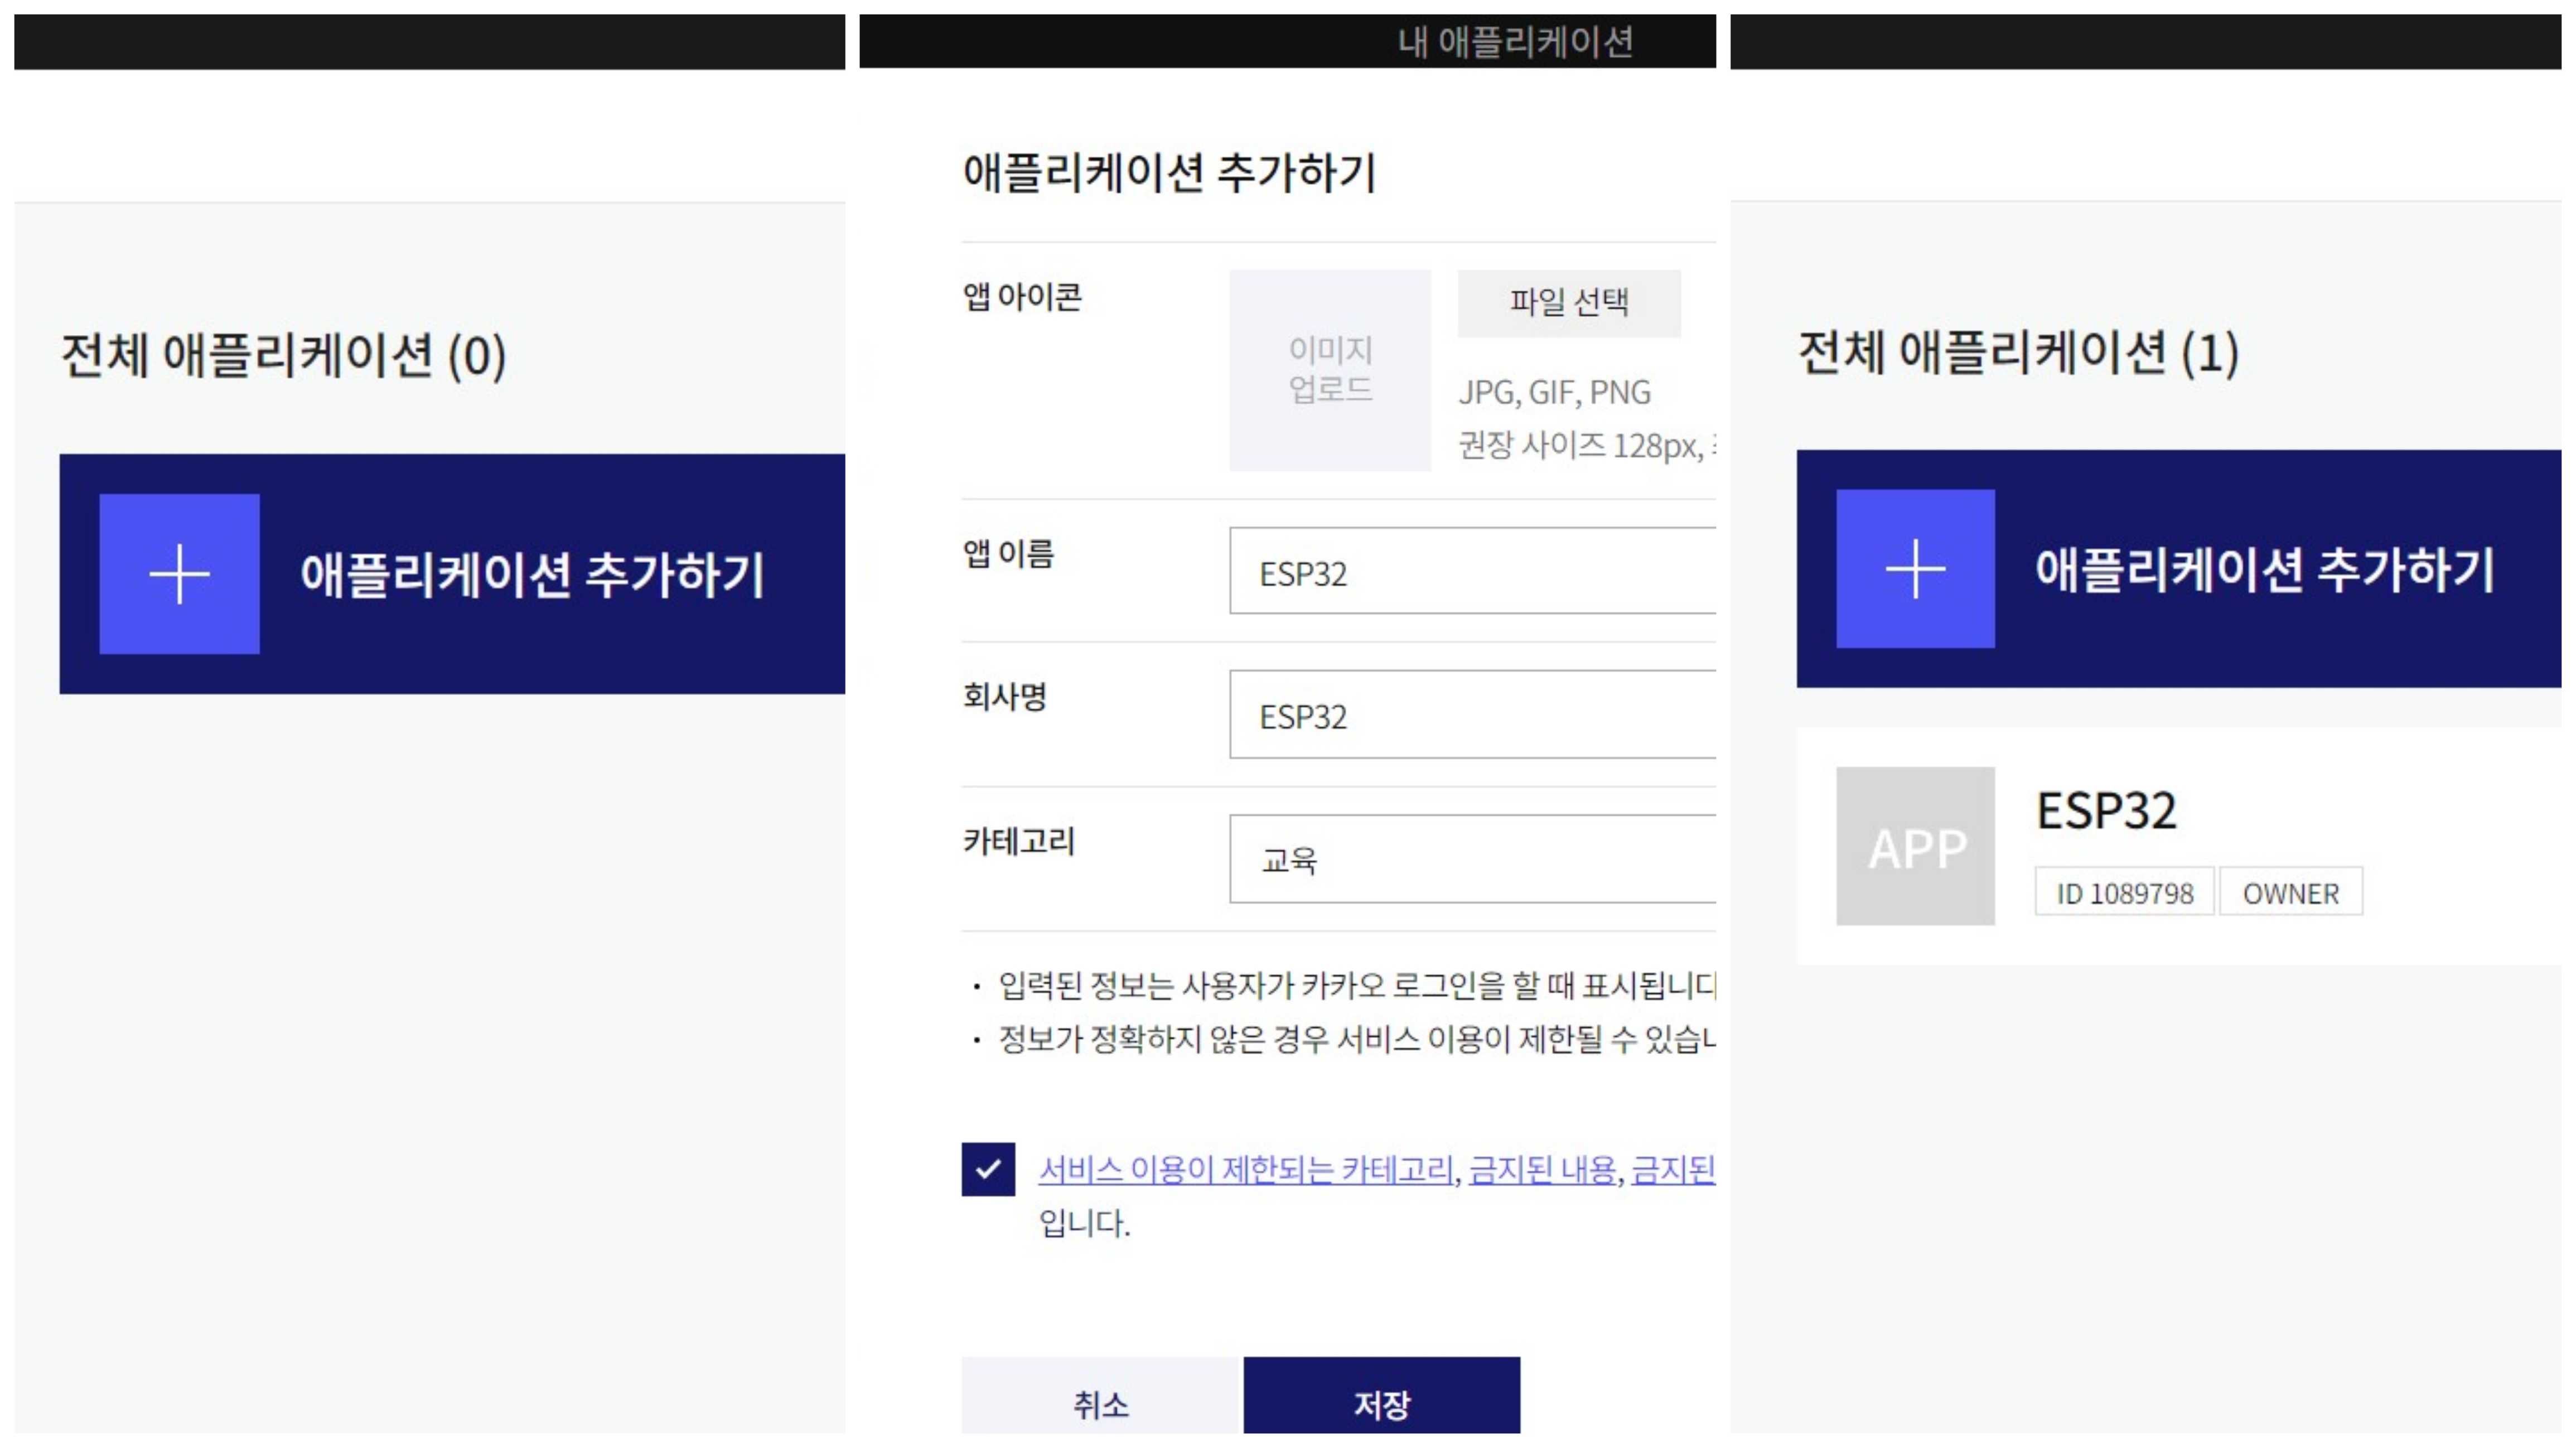 전체 애플리케이션 (0)
애플리케이션 추가하기
내 애플리케이션
애플리케이션 추가하기
앱 아이콘
이미지
업로드
파일 선택
JPG, GIF, PNG
권장 사이즈 128px,
앱 이름
ESP32
회사명
ESP32
카테고리
교육
• 입력된 정보는 사용자가 카카오 로그인을 할 때 표시됩니다
• 정보가 정확하지 않은 경우 서비스 이용이 제한될 수
서비스 이용이 제한되는 카테고리, 금지된 내용, 금지된
입니다.
취소
저장
전체 애플리케이션 (1)
애플리케이션 추가하기
APP
ESP32
ID 1089798
OWNER